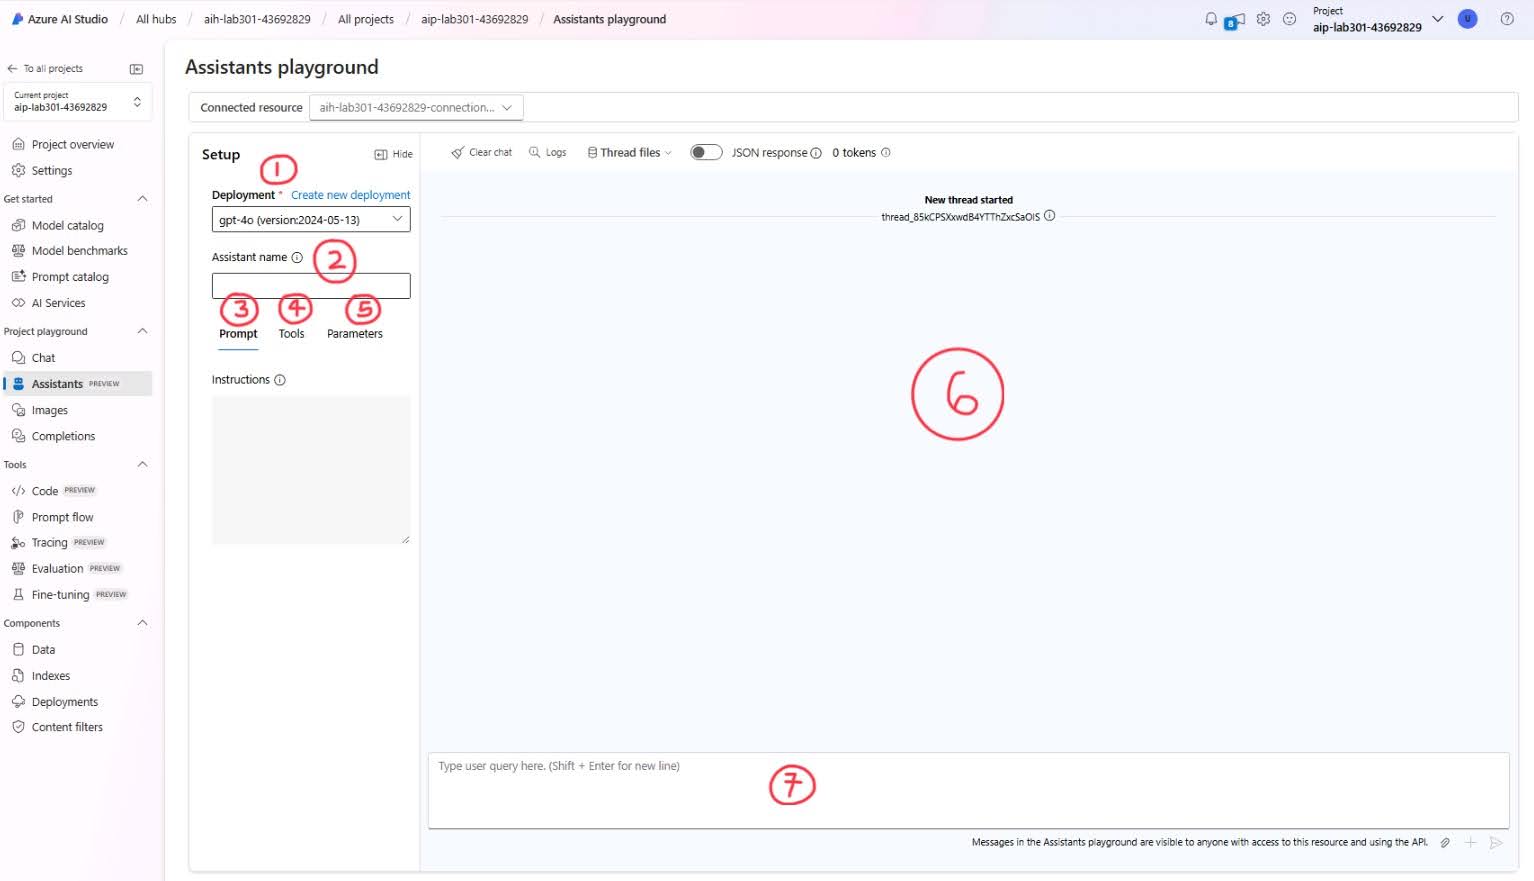 Azure AI Studio / All hubs / aih-lab301-43692829 / All projects / aip-lab301-43692829 / Assistants playground
8
Project
aip-lab301-43692829
U
To all projects
Current project
aip-lab301-43692829
Project overview
Settings
Get started
Model catalog
Model benchmarks
Prompt catalog
AI Services
Project playground
Chat
Assistants PREVIEW
Images
Completions
Tools
Code PREVIEW
Prompt flow
Tracing PREVIEW
Evaluation PREVIEW
Fine-tuning PREVIEW
Components
Data
Indexes
Deployments
Content filters
Assistants playground
Connected resource aih-lab301-43692829-connection...
Setup
Hide
1
Deployment * Create new deployment
gpt-4o (version:2024-05-13)
Assistant name
2
3 4 5
Prompt Tools Parameters
Instructions
Clear chat Logs Thread files JSON response 0 tokens
New thread started
thread_85kCPSXxwdB4YTThZxcSaOIS
6
Type user query here. (Shift + Enter for new line)
7
Messages in the Assistants playground are visible to anyone with access to this resource and using the API.